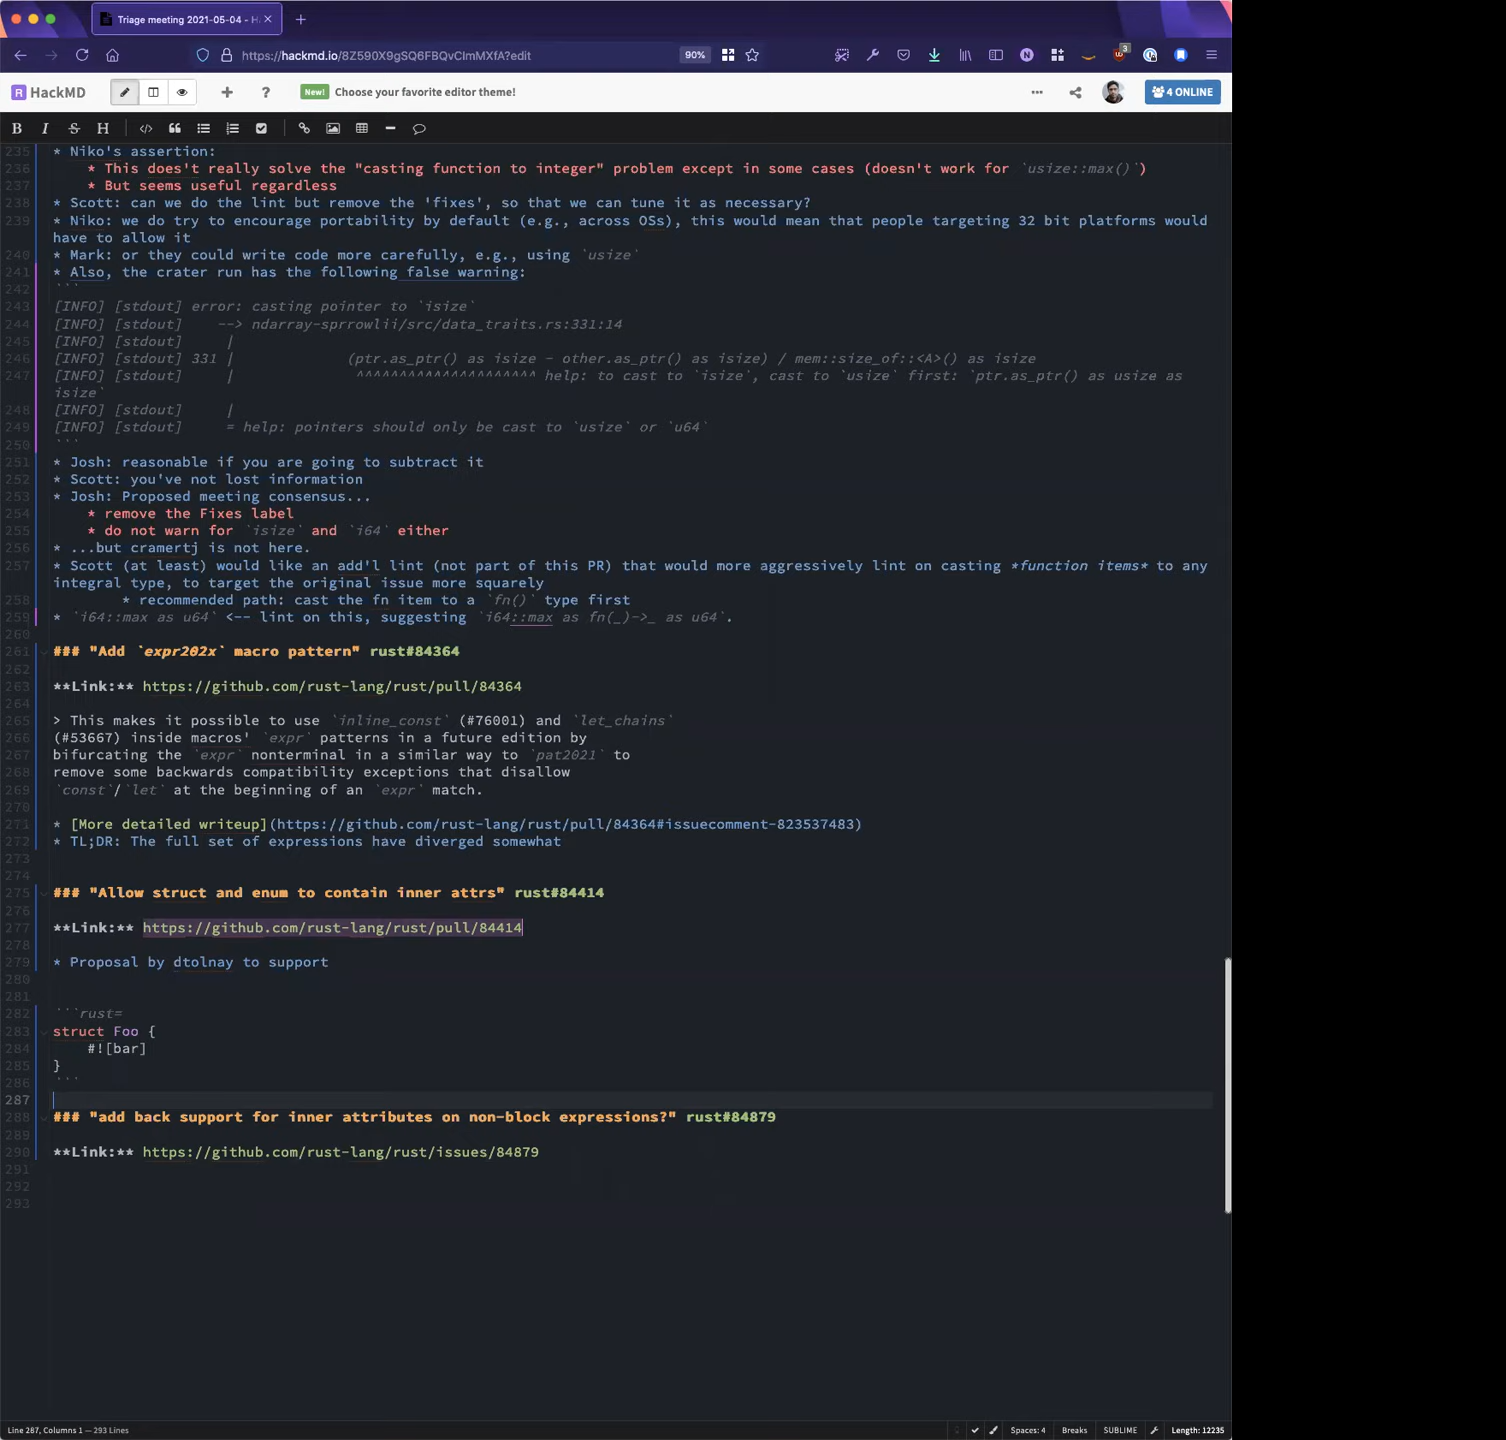 Triage meeting 2021-05-04 - H
https://hackmd.io/8Z590X9gSQ6FBQvCImMXfA?edit
90%
3
HackMD
New! Choose your favorite editor theme!
4 ONLINE
B I S H
235 * Niko's assertion:
236 * This does't really solve the "casting function to integer" problem except in some cases (doesn't work for `usize::max()`)
237 * But seems useful regardless
238 * Scott: can we do the lint but remove the 'fixes', so that we can tune it as necessary?
239 * Niko: we do try to encourage portability by default (e.g., across OSs), this would mean that people targeting 32 bit platforms would
have to allow it
240 * Mark: or they could write code more carefully, e.g., using `usize`
241 * Also, the crater run has the following false warning:
242 ```
243 [INFO] [stdout] error: casting pointer to `isize`
244 [INFO] [stdout]    --> ndarray-sprrowlii/src/data_traits.rs:331:14
245 [INFO] [stdout]     |
246 [INFO] [stdout] 331 |             (ptr.as_ptr() as isize - other.as_ptr() as isize) / mem::size_of::<A>() as isize
247 [INFO] [stdout]     |              ^^^^^^^^^^^^^^^^^^^^^ help: to cast to `isize`, cast to `usize` first: `ptr.as_ptr() as usize as
isize`
248 [INFO] [stdout]     |
249 [INFO] [stdout]     = help: pointers should only be cast to `usize` or `u64`
250 ```
251 * Josh: reasonable if you are going to subtract it
252 * Scott: you've not lost information
253 * Josh: Proposed meeting consensus...
254 * remove the Fixes label
255 * do not warn for `isize` and `i64` either
256 * ...but cramertj is not here.
257 * Scott (at least) would like an add'l lint (not part of this PR) that would more aggressively lint on casting *function items* to any
integral type, to target the original issue more squarely
258 * recommended path: cast the fn item to a `fn()` type first
259 * `i64::max as u64` <-- lint on this, suggesting `i64::max as fn(_)->_ as u64`.
260
261 ### "Add `expr202x` macro pattern" rust#84364
262
263 **Link:** https://github.com/rust-lang/rust/pull/84364
264
265 > This makes it possible to use `inline_const` (#76001) and `let_chains`
266 (#53667) inside macros' `expr` patterns in a future edition by
267 bifurcating the `expr` nonterminal in a similar way to `pat2021` to
268 remove some backwards compatibility exceptions that disallow
269 `const`/`let` at the beginning of an `expr` match.
270
271 * [More detailed writeup](https://github.com/rust-lang/rust/pull/84364#issuecomment-823537483)
272 * TL;DR: The full set of expressions have diverged somewhat
273
274
275 ### "Allow struct and enum to contain inner attrs" rust#84414
276
277 **Link:** https://github.com/rust-lang/rust/pull/84414
278
279 * Proposal by dtolnay to support
280
281
282 ```rust=
283 struct Foo {
284     #![bar]
285 }
286 ```
287
288 ### "add back support for inner attributes on non-block expressions?" rust#84879
289
290 **Link:** https://github.com/rust-lang/rust/issues/84879
291
292
293
Line 287, Columns 1 — 293 Lines
Spaces: 4 Breaks SUBLIME Length: 12235